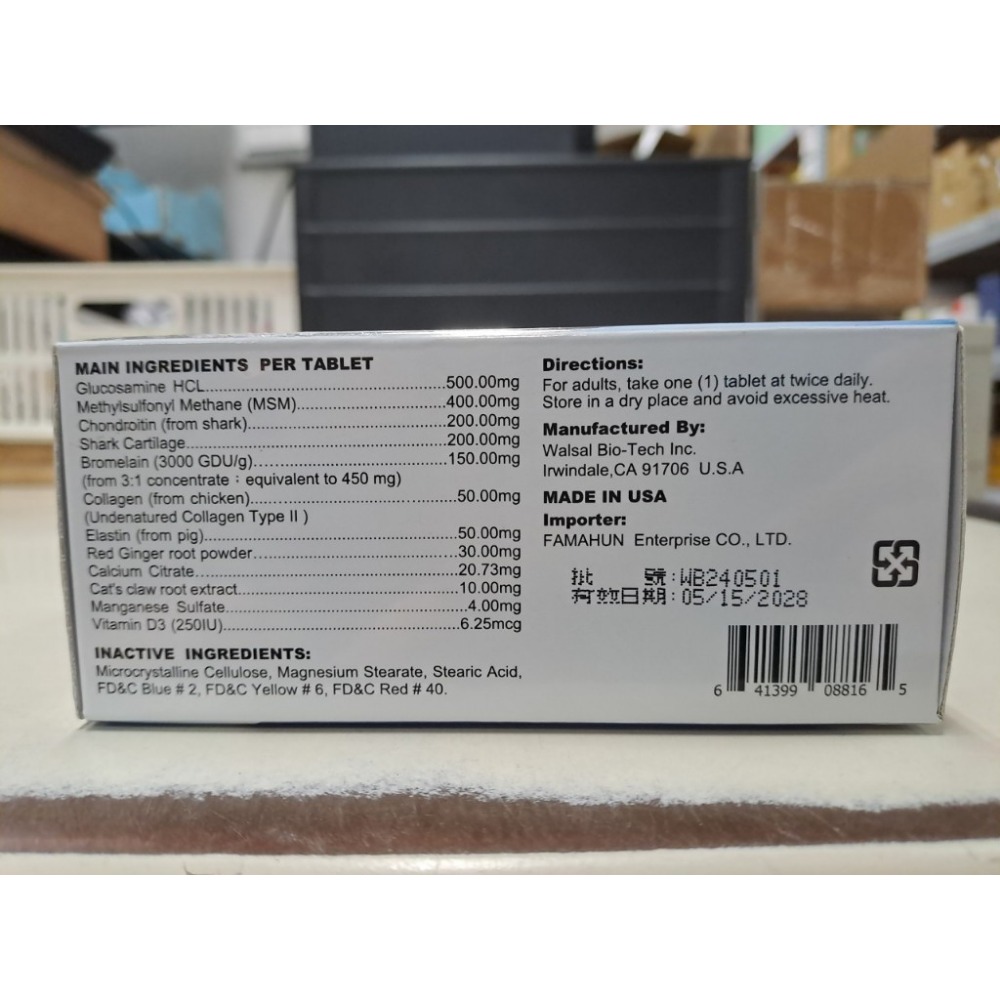 MAIN INGREDIENTS PER TABLET
Glucosamine HCL..........500.00mg
Methylsulfonyl Methane (MSM)..........400.00mg
Chondroitin (from shark)..........200.00mg
Shark Cartilage..........200.00mg
Bromelain (3000 GDU/g)..........150.00mg
(from 3:1 concentrate：equivalent to 450 mg)
Collagen (from chicken)..........50.00mg
(Undenatured Collagen Type II )
Elastin (from pig)..........50.00mg
Red Ginger root powder..........30.00mg
Calcium Citrate..........20.73mg
Cat's claw root extract..........10.00mg
Manganese Sulfate..........4.00mg
Vitamin D3 (250IU)..........6.25mcg
INACTIVE INGREDIENTS:
Microcrystalline Cellulose, Magnesium Stearate, Stearic Acid,
FD&C Blue # 2, FD&C Yellow # 6, FD&C Red # 40.
Directions:
For adults, take one (1) tablet at twice daily.
Store in a dry place and avoid excessive heat.
Manufactured By:
Walsal Bio-Tech Inc.
Irwindale,CA 91706 U.S.A
MADE IN USA
Importer:
FAMAHUN Enterprise CO., LTD.
批 號:WB240501
有效日期:05/15/2028
6 41399 08816 5